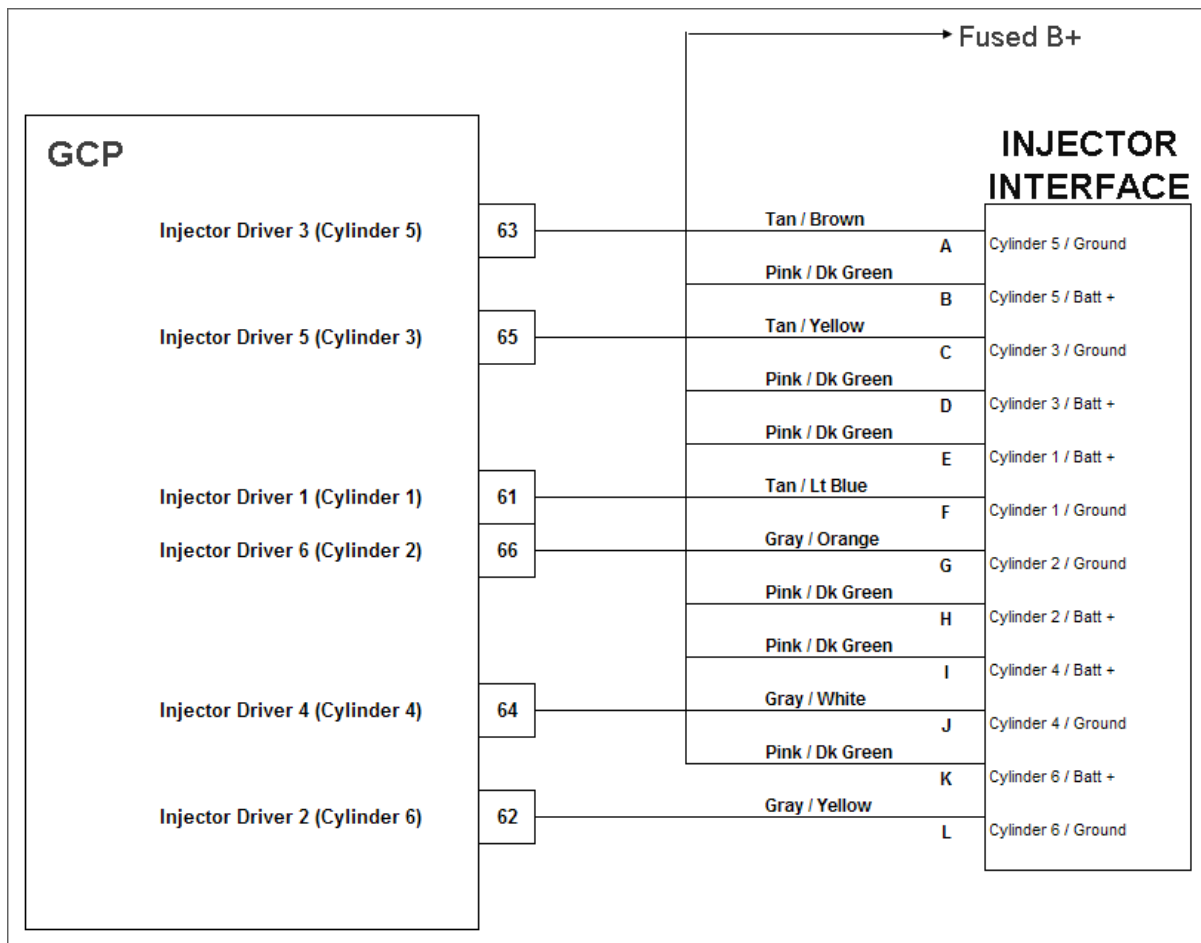 Fused B+
GCP
INJECTOR
INTERFACE
Injector Driver 3 (Cylinder 5)
63
Tan / Brown
A
Cylinder 5 / Ground
Pink / Dk Green
B
Cylinder 5 / Batt +
Injector Driver 5 (Cylinder 3)
65
Tan / Yellow
C
Cylinder 3 / Ground
Pink / Dk Green
D
Cylinder 3 / Batt +
Pink / Dk Green
E
Cylinder 1 / Batt +
Injector Driver 1 (Cylinder 1)
61
Tan / Lt Blue
F
Cylinder 1 / Ground
Injector Driver 6 (Cylinder 2)
66
Gray / Orange
G
Cylinder 2 / Ground
Pink / Dk Green
H
Cylinder 2 / Batt +
Pink / Dk Green
I
Cylinder 4 / Batt +
Injector Driver 4 (Cylinder 4)
64
Gray / White
J
Cylinder 4 / Ground
Pink / Dk Green
K
Cylinder 6 / Batt +
Injector Driver 2 (Cylinder 6)
62
Gray / Yellow
L
Cylinder 6 / Ground